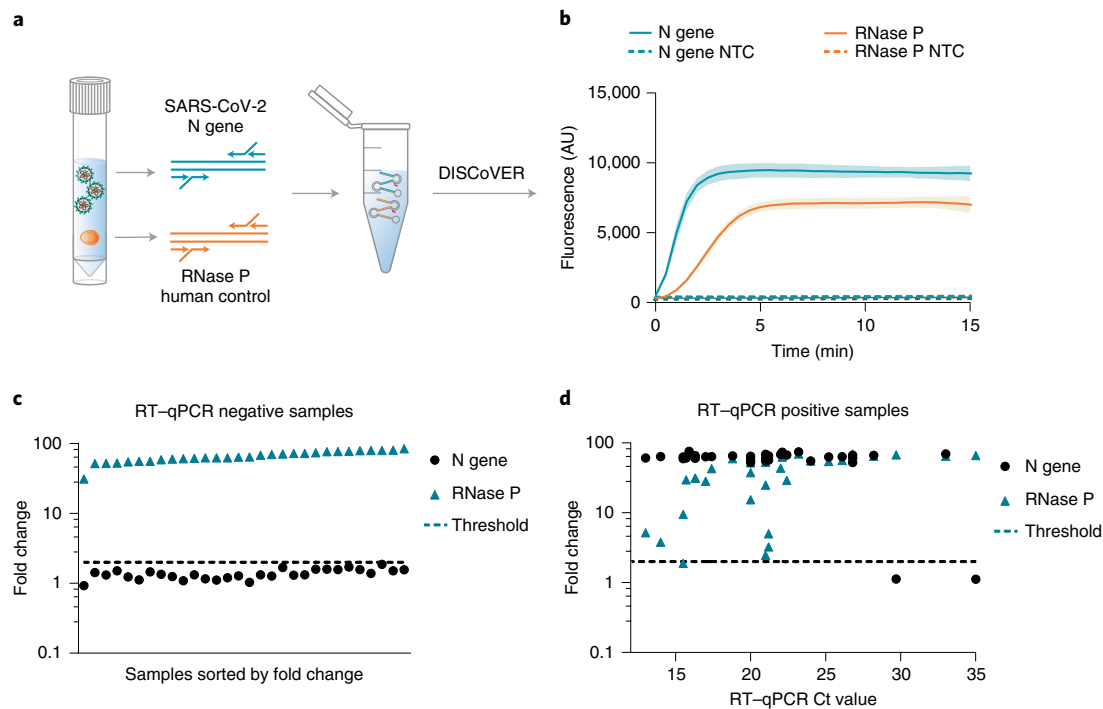 a
SARS-CoV-2
N gene
RNase P
human control
DISCoVER
b
N gene
N gene NTC
RNase P
RNase P NTC
Fluorescence (AU)
15,000
10,000
5,000
0
0
5
10
15
Time (min)
c
RT–qPCR negative samples
Fold change
100
10
1
0.1
N gene
RNase P
Threshold
Samples sorted by fold change
d
RT–qPCR positive samples
Fold change
100
10
1
0.1
15
20
25
30
35
RT–qPCR Ct value
N gene
RNase P
Threshold